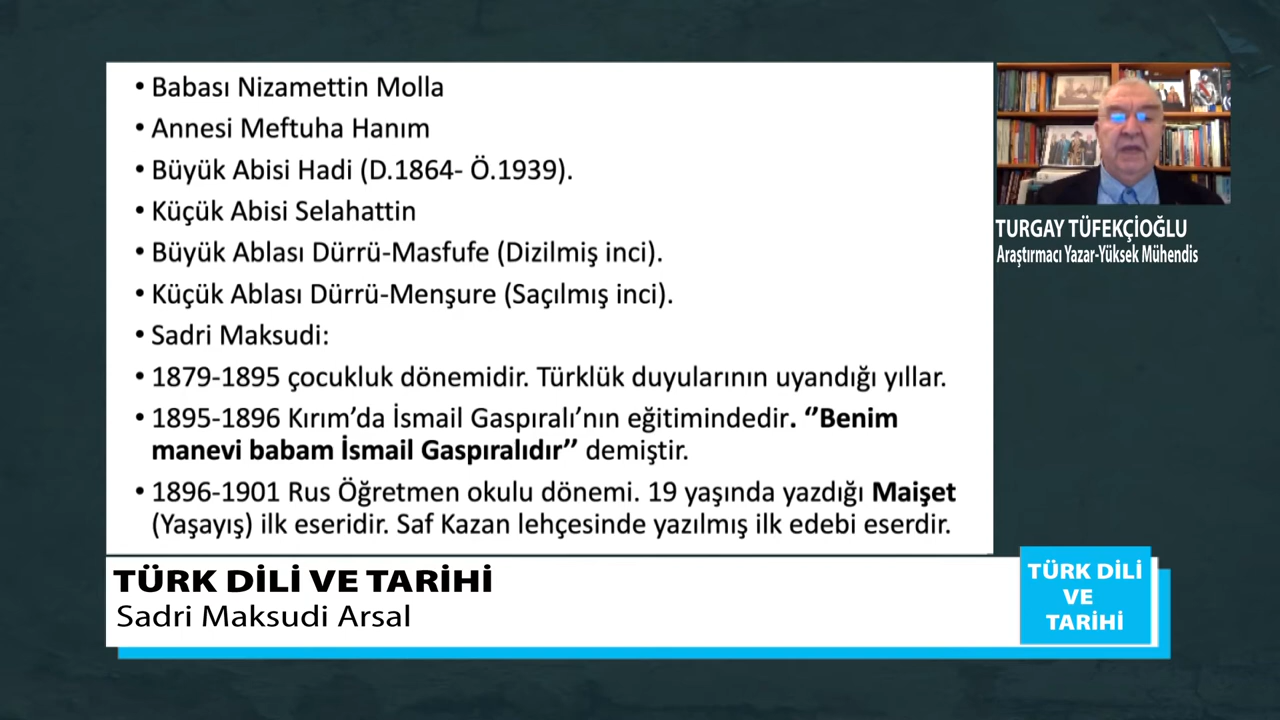 • Babası Nizamettin Molla
• Annesi Meftuha Hanım
• Büyük Abisi Hadi (D.1864- Ö.1939).
• Küçük Abisi Selahattin
• Büyük Ablası Dürrü-Masfufe (Dizilmiş inci).
• Küçük Ablası Dürrü-Menşure (Saçılmış inci).
• Sadri Maksudi:
• 1879-1895 çocukluk dönemidir. Türklük duyularının uyandığı yıllar.
• 1895-1896 Kırım’da İsmail Gaspıralı’nın eğitimindedir. ‘’Benim
manevi babam İsmail Gaspıralıdır’’ demiştir.
• 1896-1901 Rus Öğretmen okulu dönemi. 19 yaşında yazdığı Maişet
(Yaşayış) ilk eseridir. Saf Kazan lehçesinde yazılmış ilk edebi eserdir.
TURGAY TÜFEKÇİOĞLU
Araştırmacı Yazar-Yüksek Mühendis
TÜRK DİLİ VE TARİHİ
Sadri Maksudi Arsal
TÜRK DİLİ
VE
TARİHİ